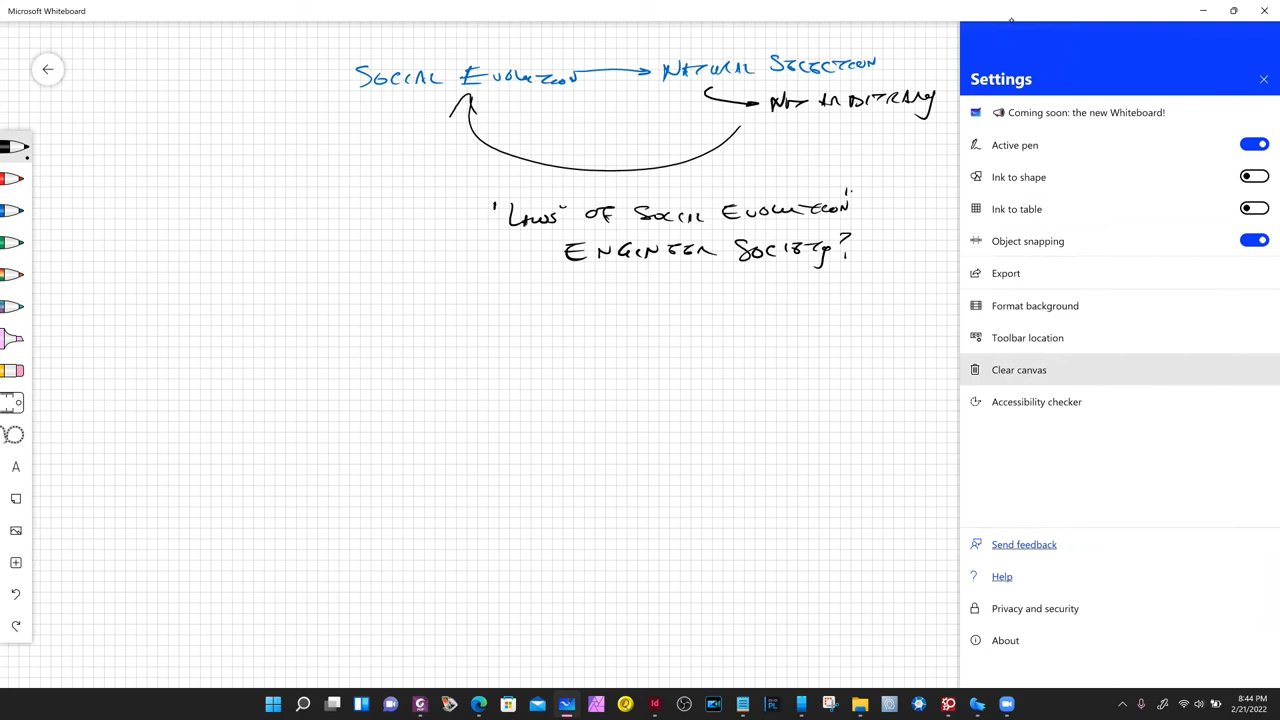 Microsoft Whiteboard
SOCIAL EVOLUTION → NATURAL SELECTION
NOT ARBITRARY
"LAWS" OF SOCIAL EVOLUTION"
ENGINEER SOCIETY?
Settings
Coming soon: the new Whiteboard!
Active pen
Ink to shape
Ink to table
Object snapping
Export
Format background
Toolbar location
Clear canvas
Accessibility checker
Send feedback
Help
Privacy and security
About
8:44 PM
2/21/2022